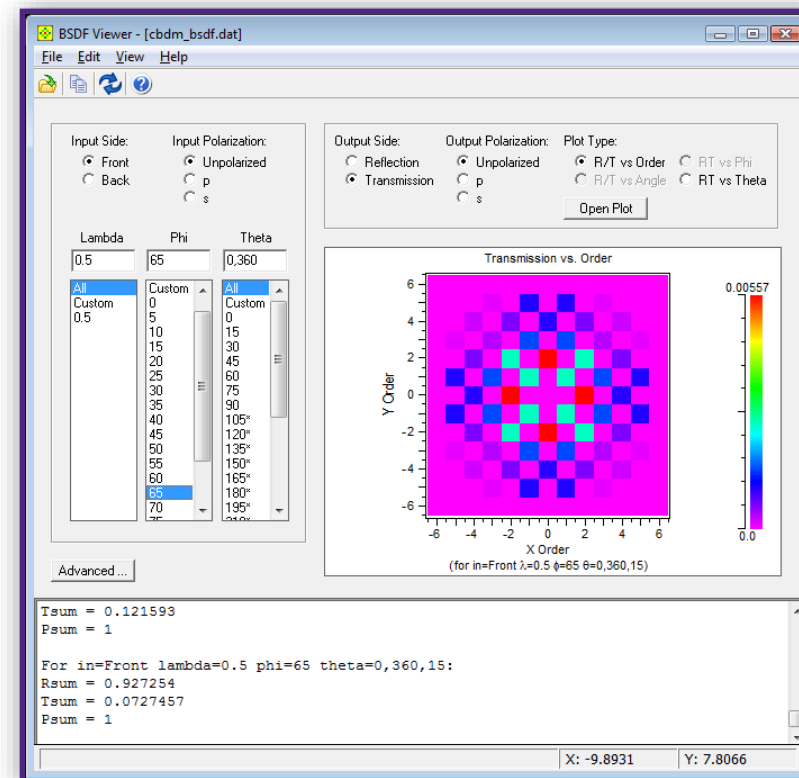 BSDF Viewer - [cbdm_bsdf.dat]
File Edit View Help
Input Side: Input Polarization:
Front Unpolarized
Back p
s
Output Side: Output Polarization: Plot Type:
Reflection Unpolarized R/T vs Order RT vs Phi
Transmission p R/T vs Angle RT vs Theta
s
Open Plot
Lambda Phi Theta
0.5 65 0,360
All Custom All
Custom 0 Custom
0.5 5 0
10 15
15 30
20 45
25 60
30 75
35 90
40 105*
45 120*
50 135*
55 150*
60 165*
65 180*
70 195*
75 210*
Advanced ...
Transmission vs. Order
0.00557
6
4
2
0
-2
-4
-6
Y Order
-6 -4 -2 0 2 4 6
0.0
X Order
(for in=Front λ=0.5 ϕ=65 θ=0,360,15)
Tsum = 0.121593
Psum = 1
For in=Front lambda=0.5 phi=65 theta=0,360,15:
Rsum = 0.927254
Tsum = 0.0727457
Psum = 1
X: -9.8931 Y: 7.8066